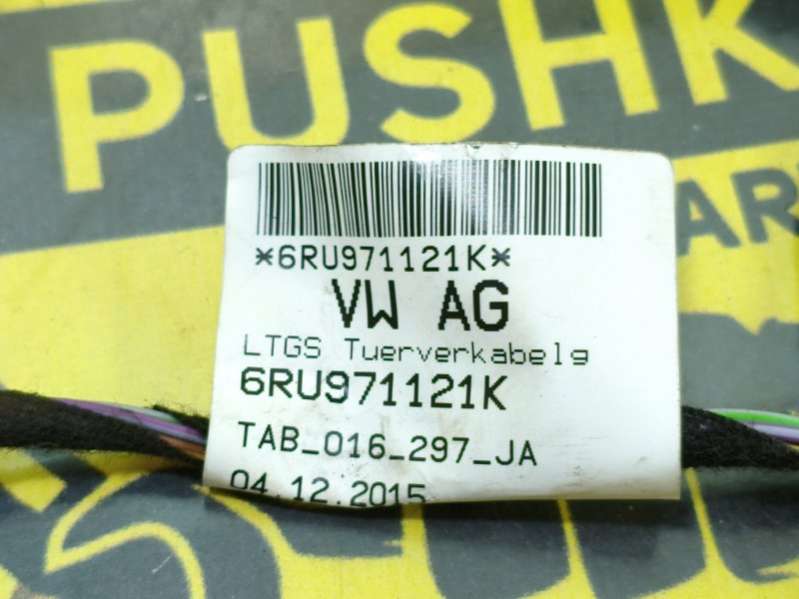 PUSHK
AR
*6RU971121K*
VW AG
LTGS Tuerverkabelg
6RU971121K
TAB_016_297_JA
04.12.2015